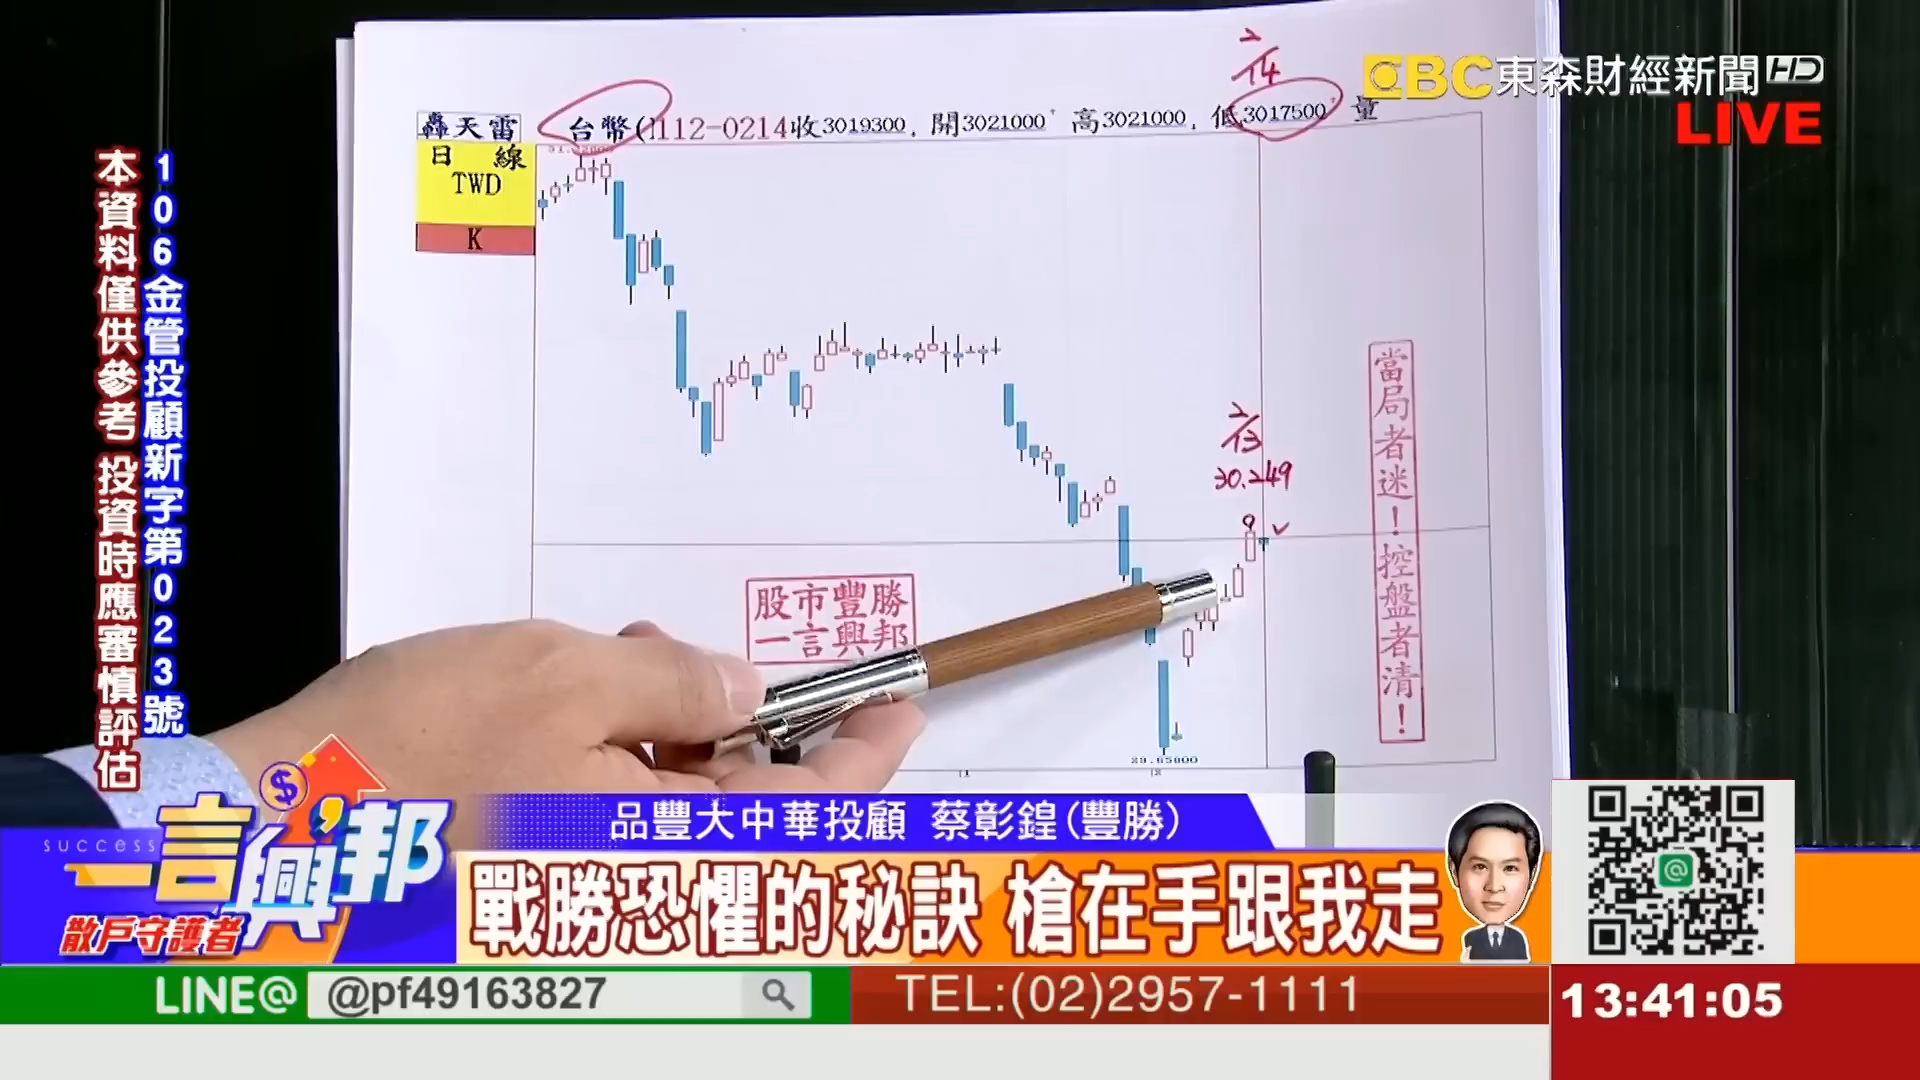 EBC東森財經新聞HD
LIVE
2/14
轟天雷
台幣(1112-0214收3019300. 開3021000 高3021000. 低3017500 量
日 線
TWD
K
2/13
30.249
29.65800
1
2
股市豐勝
一言興邦
當局者迷!控盤者清!
106金管投顧新字第023號
本資料僅供參考 投資時應審慎評估
success
一言興邦
散戶守護者
品豐大中華投顧 蔡彰鍠(豐勝)
戰勝恐懼的秘訣 槍在手跟我走
LINE@ @pf49163827
TEL:(02)2957-1111
13:41:05